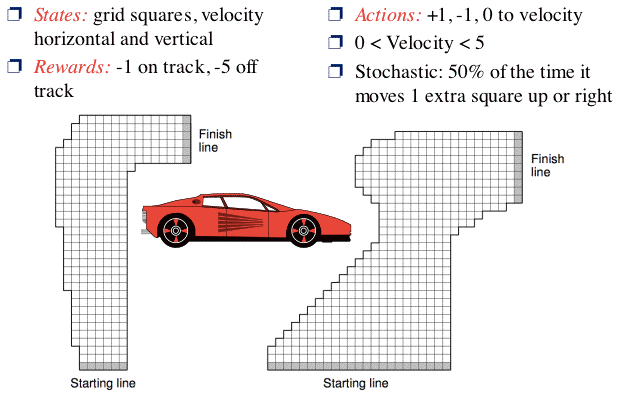 States: grid squares, velocity
horizontal and vertical
Rewards: -1 on track, -5 off
track
Actions: +1, -1, 0 to velocity
0 < Velocity < 5
Stochastic: 50% of the time it
moves 1 extra square up or right
Finish
line
Starting line
Finish
line
Starting line